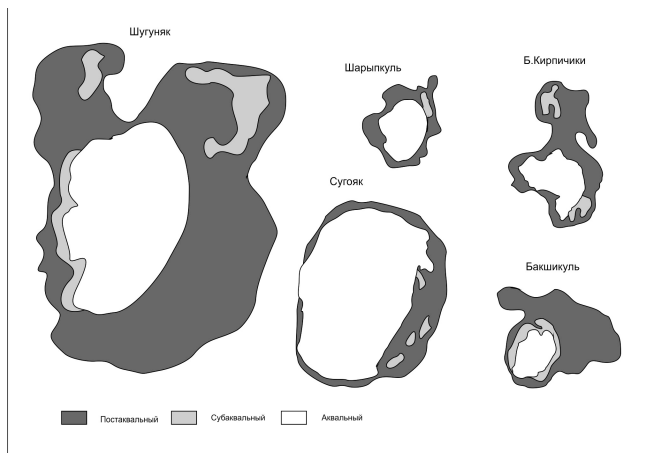 Шугуняк
Шарыпкуль
Б.Кирпичики
Сугояк
Бакшикуль
Постаквальный
Субаквальный
Аквальный